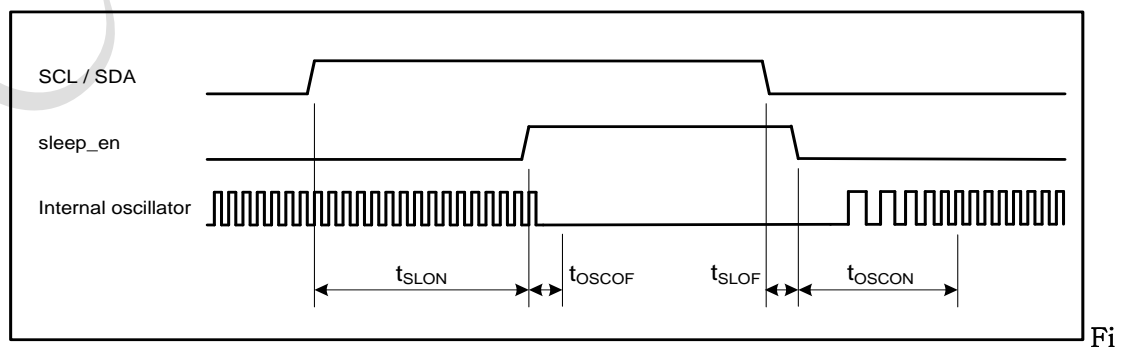 SCL / SDA
sleep_en
Internal oscillator
tSLON
tOSCOF
tSLOF
tOSCON
Fi